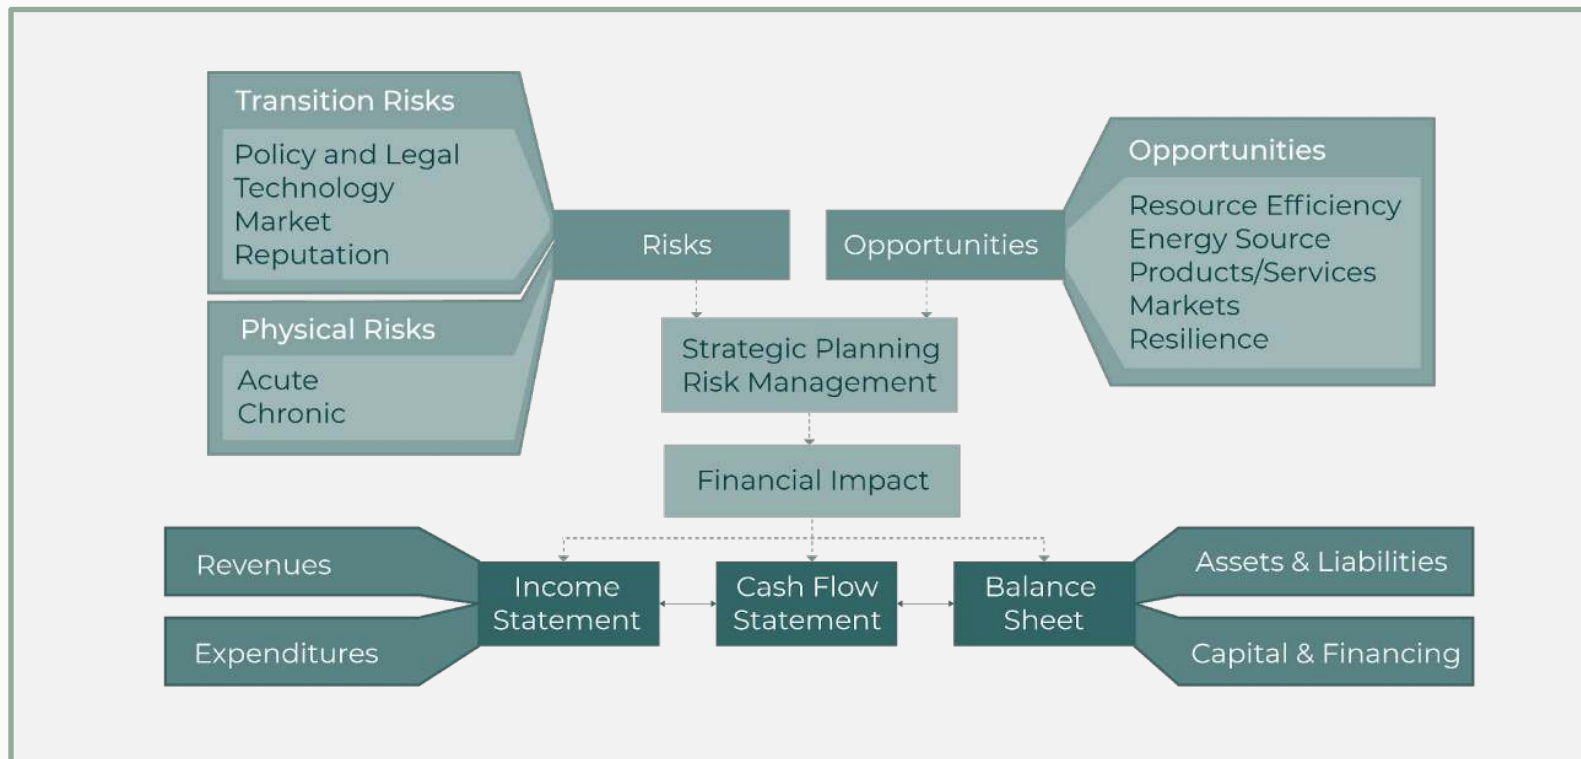 Transition Risks
Policy and Legal
Technology
Market
Reputation
Physical Risks
Acute
Chronic
Risks
Opportunities
Opportunities
Resource Efficiency
Energy Source
Products/Services
Markets
Resilience
Strategic Planning
Risk Management
Financial Impact
Revenues
Expenditures
Income
Statement
Cash Flow
Statement
Balance
Sheet
Assets & Liabilities
Capital & Financing